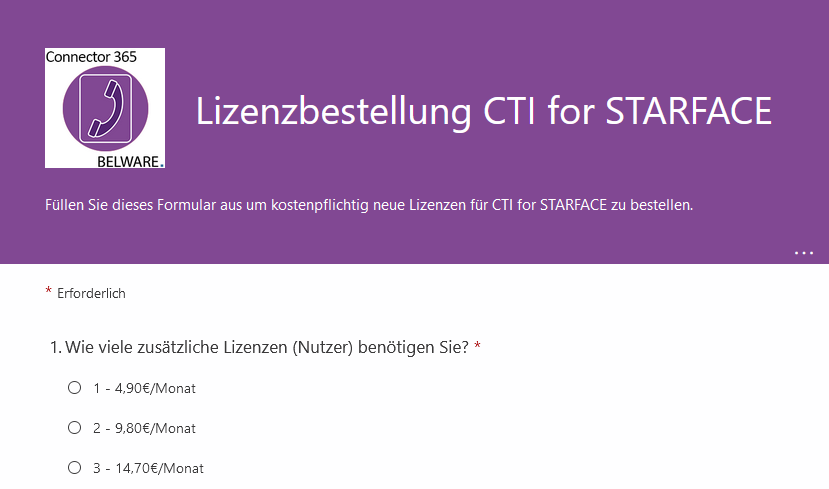 Connector 365
BELWARE.
Lizenzbestellung CTI for STARFACE
Füllen Sie dieses Formular aus um kostenpflichtig neue Lizenzen für CTI for STARFACE zu bestellen.
...
* Erforderlich
1. Wie viele zusätzliche Lizenzen (Nutzer) benötigen Sie? *
1 - 4,90€/Monat
2 - 9,80€/Monat
3 - 14,70€/Monat